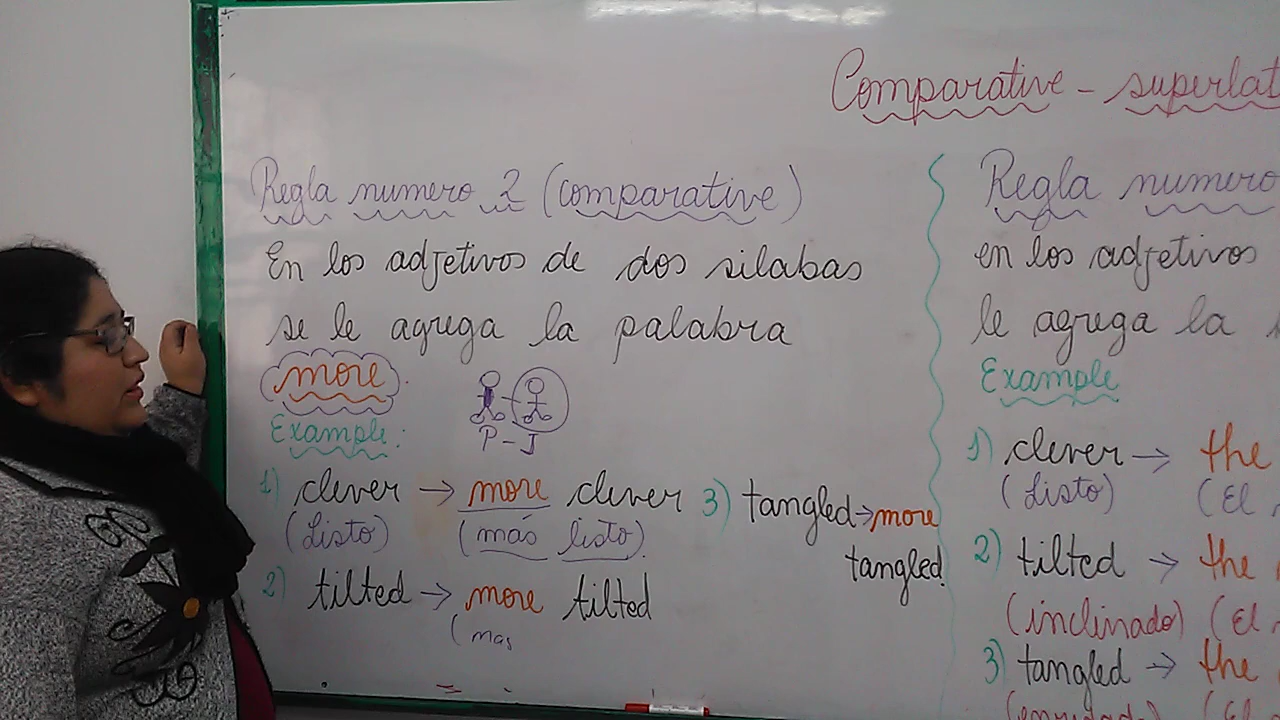 Comparative - superlat
Regla numero 2 (comparative)
En los adjetivos de dos silabas
se le agrega la palabra
more.
P-J
Example:
1) clever → more clever
(Listo) (más listo).
2) tilted → more tilted
(mas
3) tangled → more
tangled.
Regla numero
en los adjetivos
le agrega la
Example
1) clever → the
(Listo) (El
2) tilted → the
(inclinado) (El
3) tangled → the